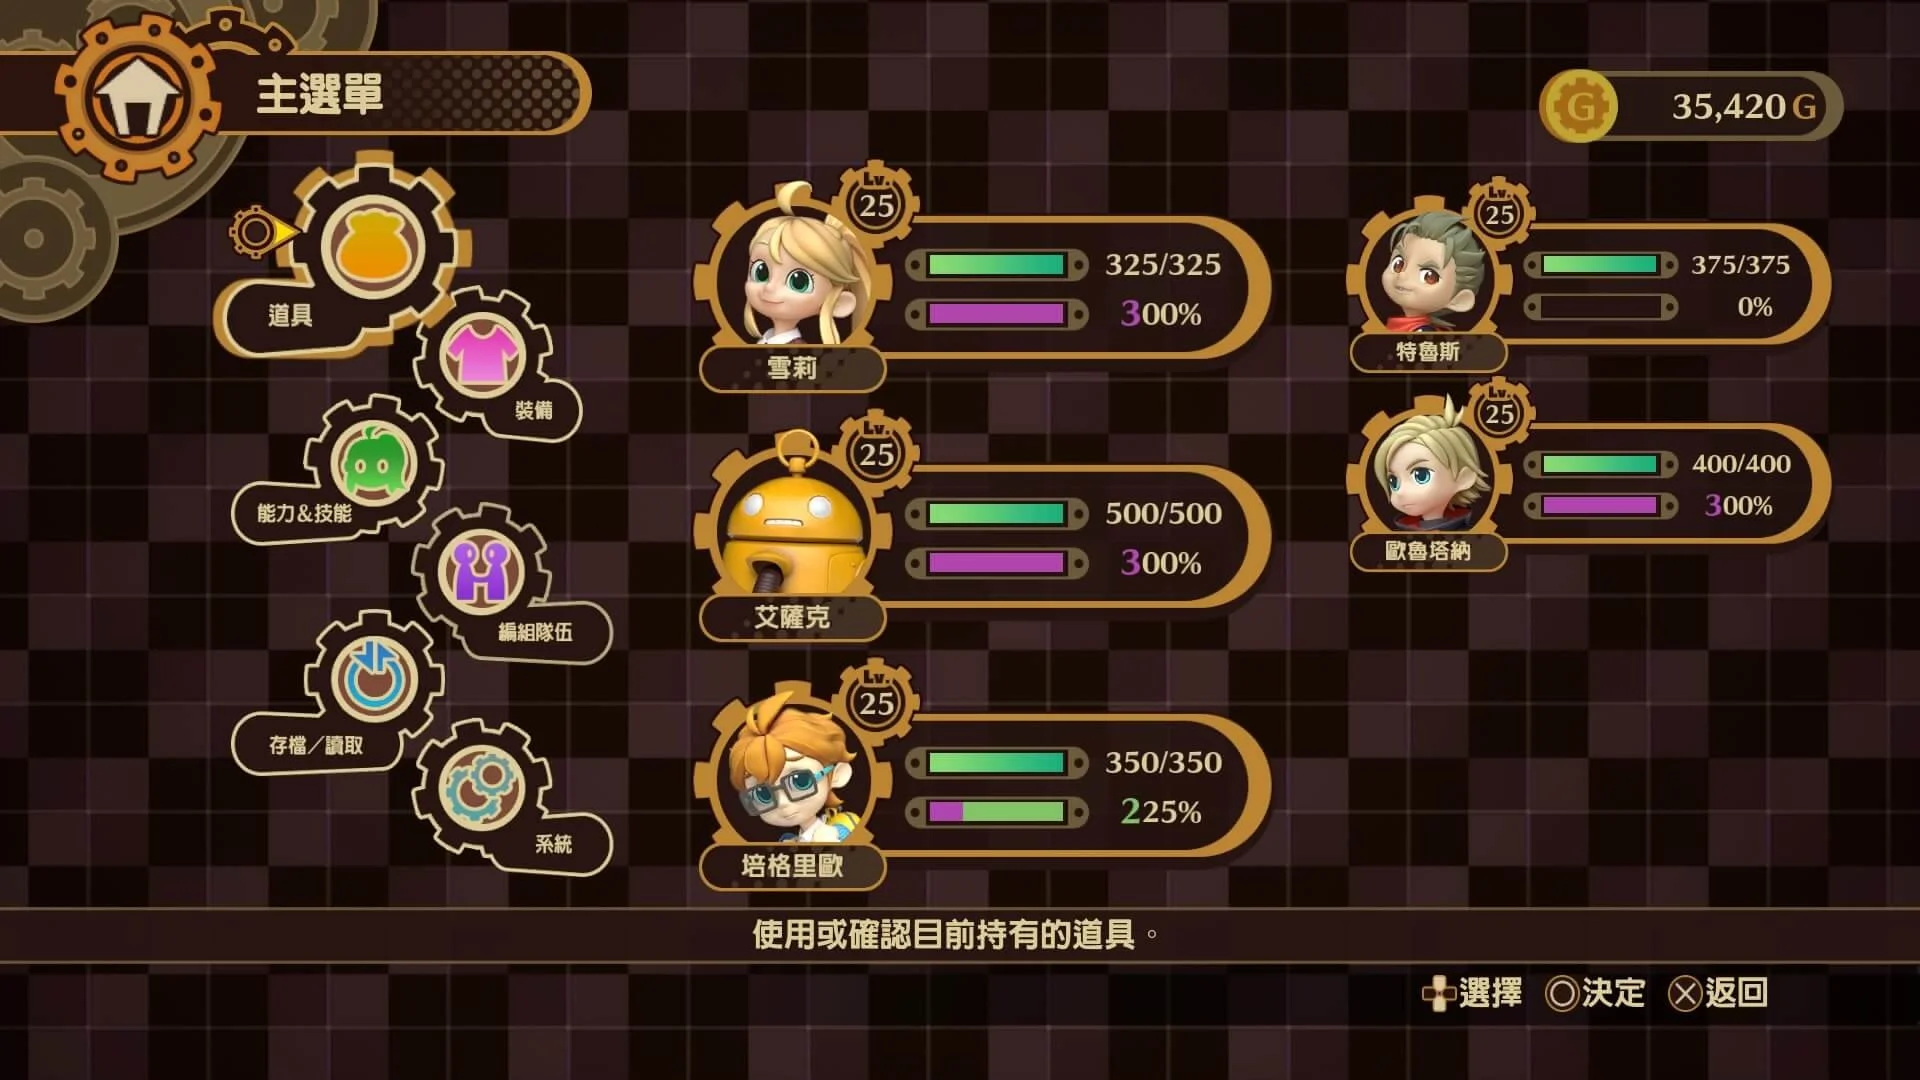 主選單
35,420 G
道具
裝備
能力&技能
編組隊伍
存檔／讀取
系統
Lv. 25
325/325
300%
雪莉
Lv. 25
500/500
300%
艾薩克
Lv. 25
350/350
225%
培格里歐
Lv. 25
375/375
0%
特魯斯
Lv. 25
400/400
300%
歐魯塔納
使用或確認目前持有的道具。
選擇 決定 返回